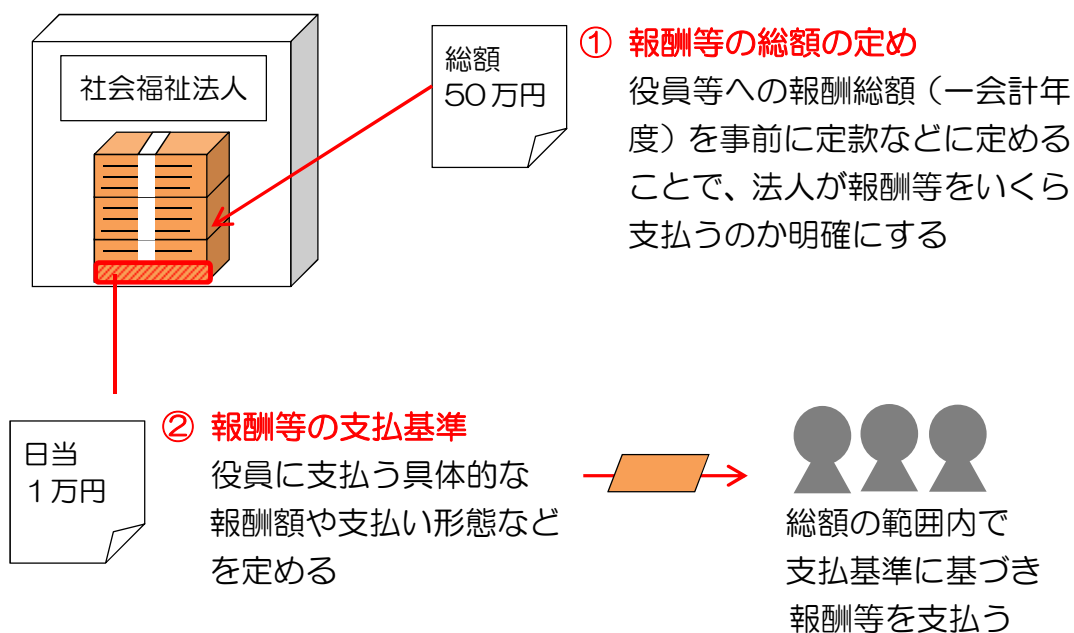 社会福祉法人
総額
50万円
① 報酬等の総額の定め
役員等への報酬総額（一会計年
度）を事前に定款などに定める
ことで、法人が報酬等をいくら
支払うのか明確にする
日当
1万円
② 報酬等の支払基準
役員に支払う具体的な
報酬額や支払い形態など
を定める
総額の範囲内で
支払基準に基づき
報酬等を支払う